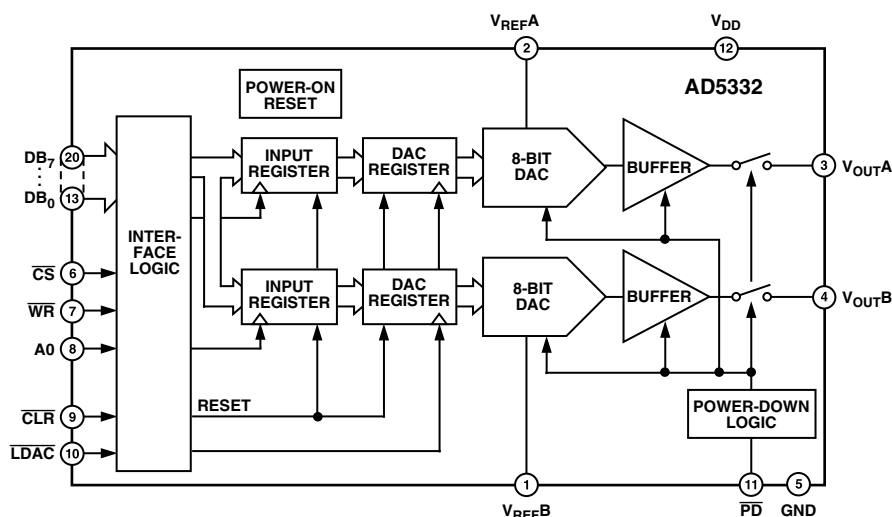 VREFA
VDD
2
12
AD5332
POWER-ON
RESET
DB7
20
DB0
13
INTER-
FACE
LOGIC
INPUT
REGISTER
DAC
REGISTER
8-BIT
DAC
BUFFER
3
VOUTA
CS
6
WR
7
A0
8
INPUT
REGISTER
DAC
REGISTER
8-BIT
DAC
BUFFER
4
VOUTB
CLR
9
RESET
LDAC
10
POWER-DOWN
LOGIC
1
11
5
VREFB
PD
GND